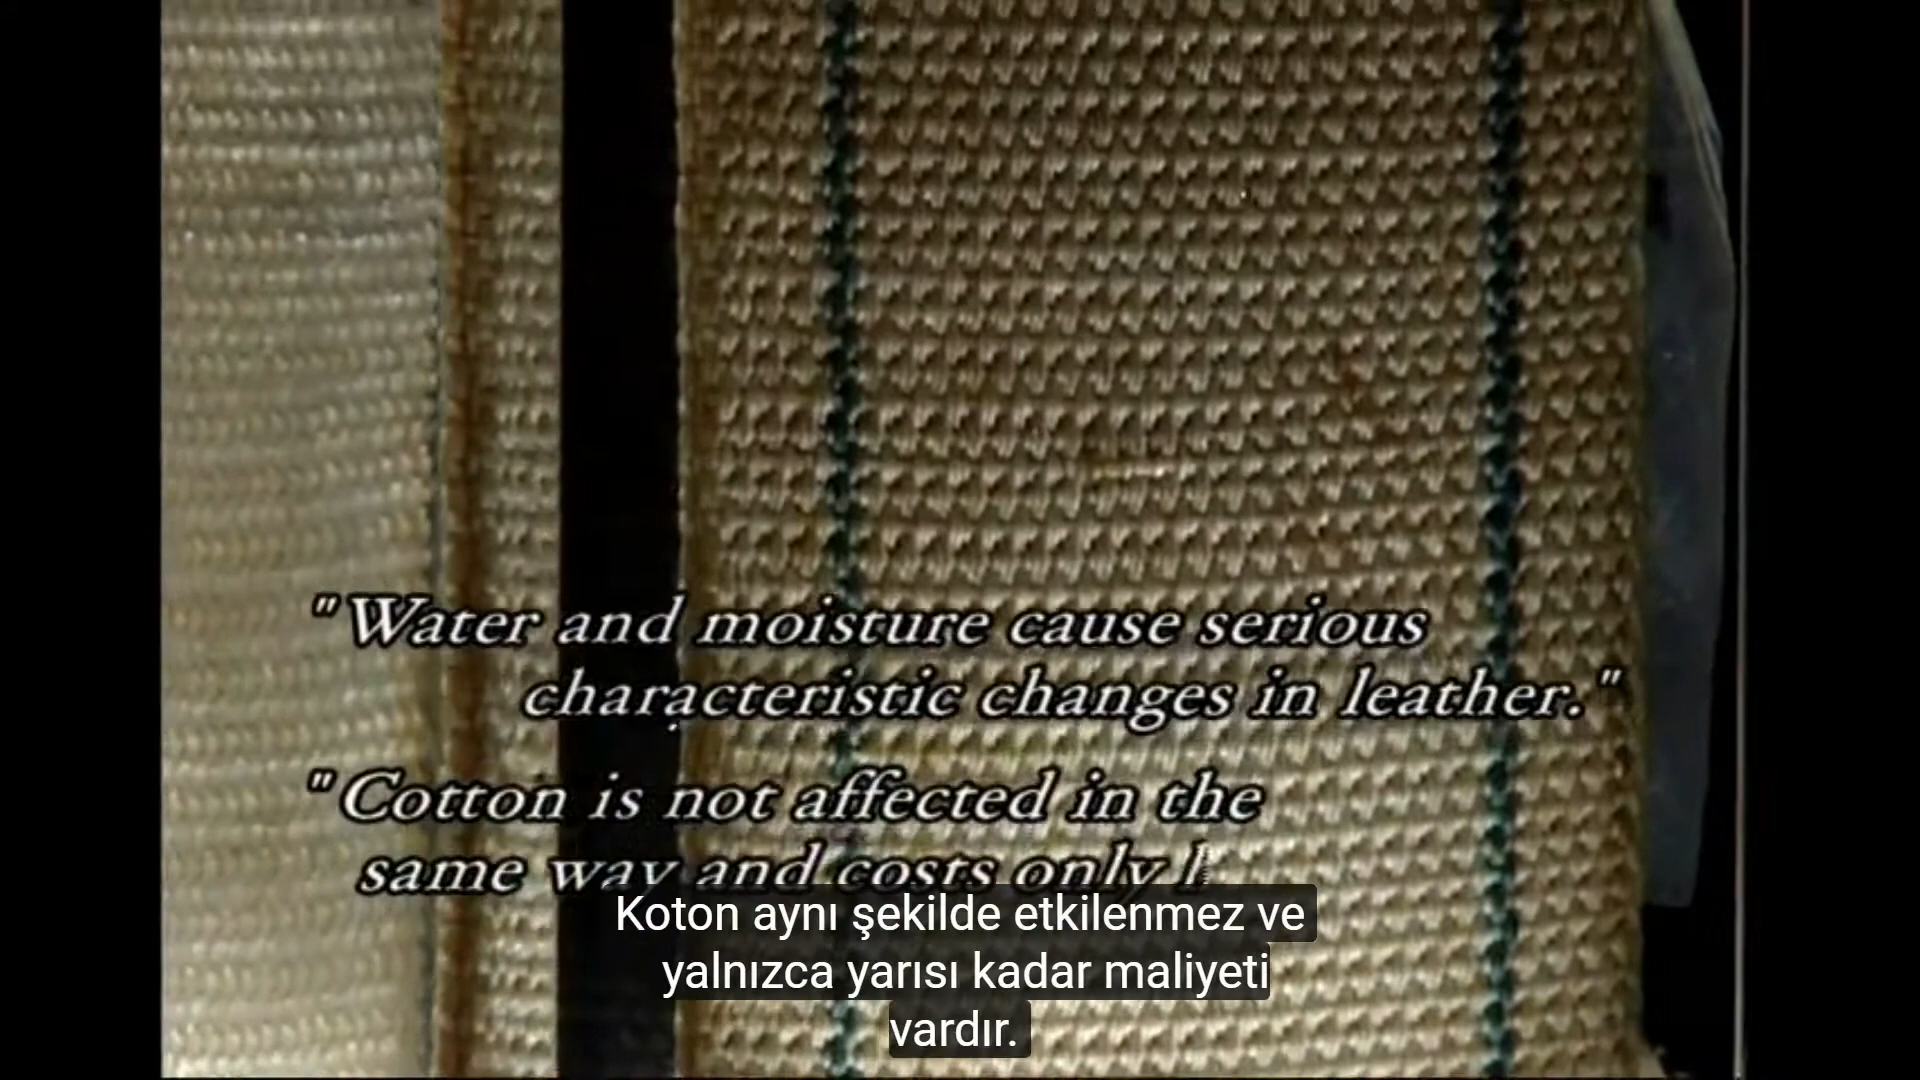 "Water and moisture cause serious
characteristic changes in leather."
"Cotton is not affected in the
same way and costs only
Koton aynı şekilde etkilenmez ve
yalnızca yarısı kadar maliyeti
vardır.